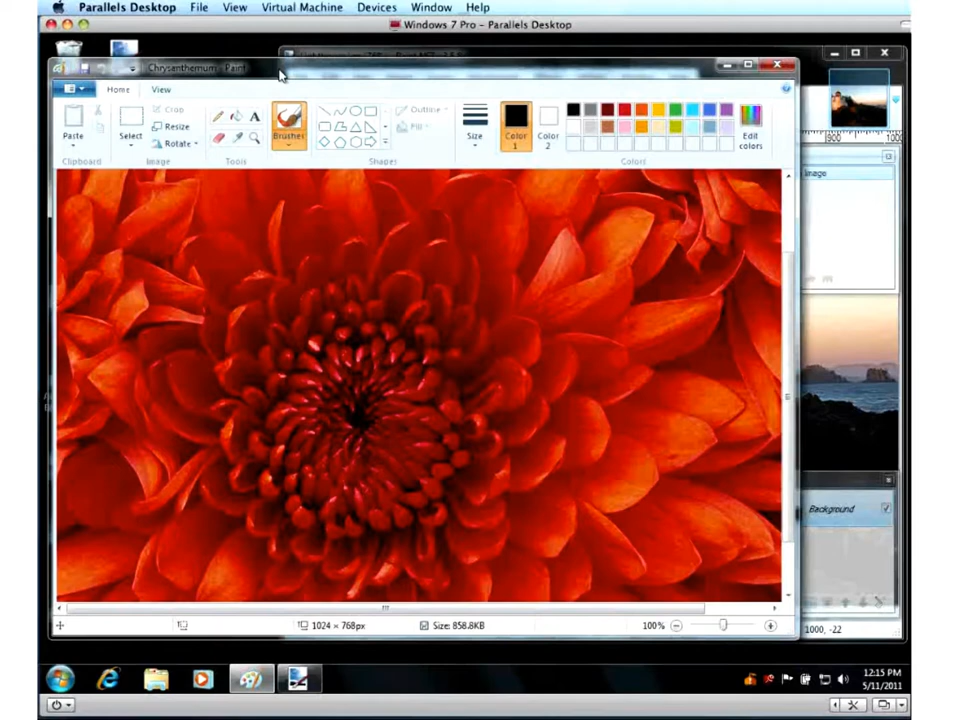 Parallels Desktop File View Virtual Machine Devices Window Help
Windows 7 Pro - Parallels Desktop
Chrysanthemum - Paint
Home View
Paste
Clipboard
Select
Crop
Resize
Rotate
Image
Tools
Brushes
Outline
Fill
Shapes
Size
Color 1
Color 2
Edit colors
Colors
900
Image
Background
1000, -22
1024 × 768px
Size: 858.8KB
100%
12:15 PM
5/11/2011